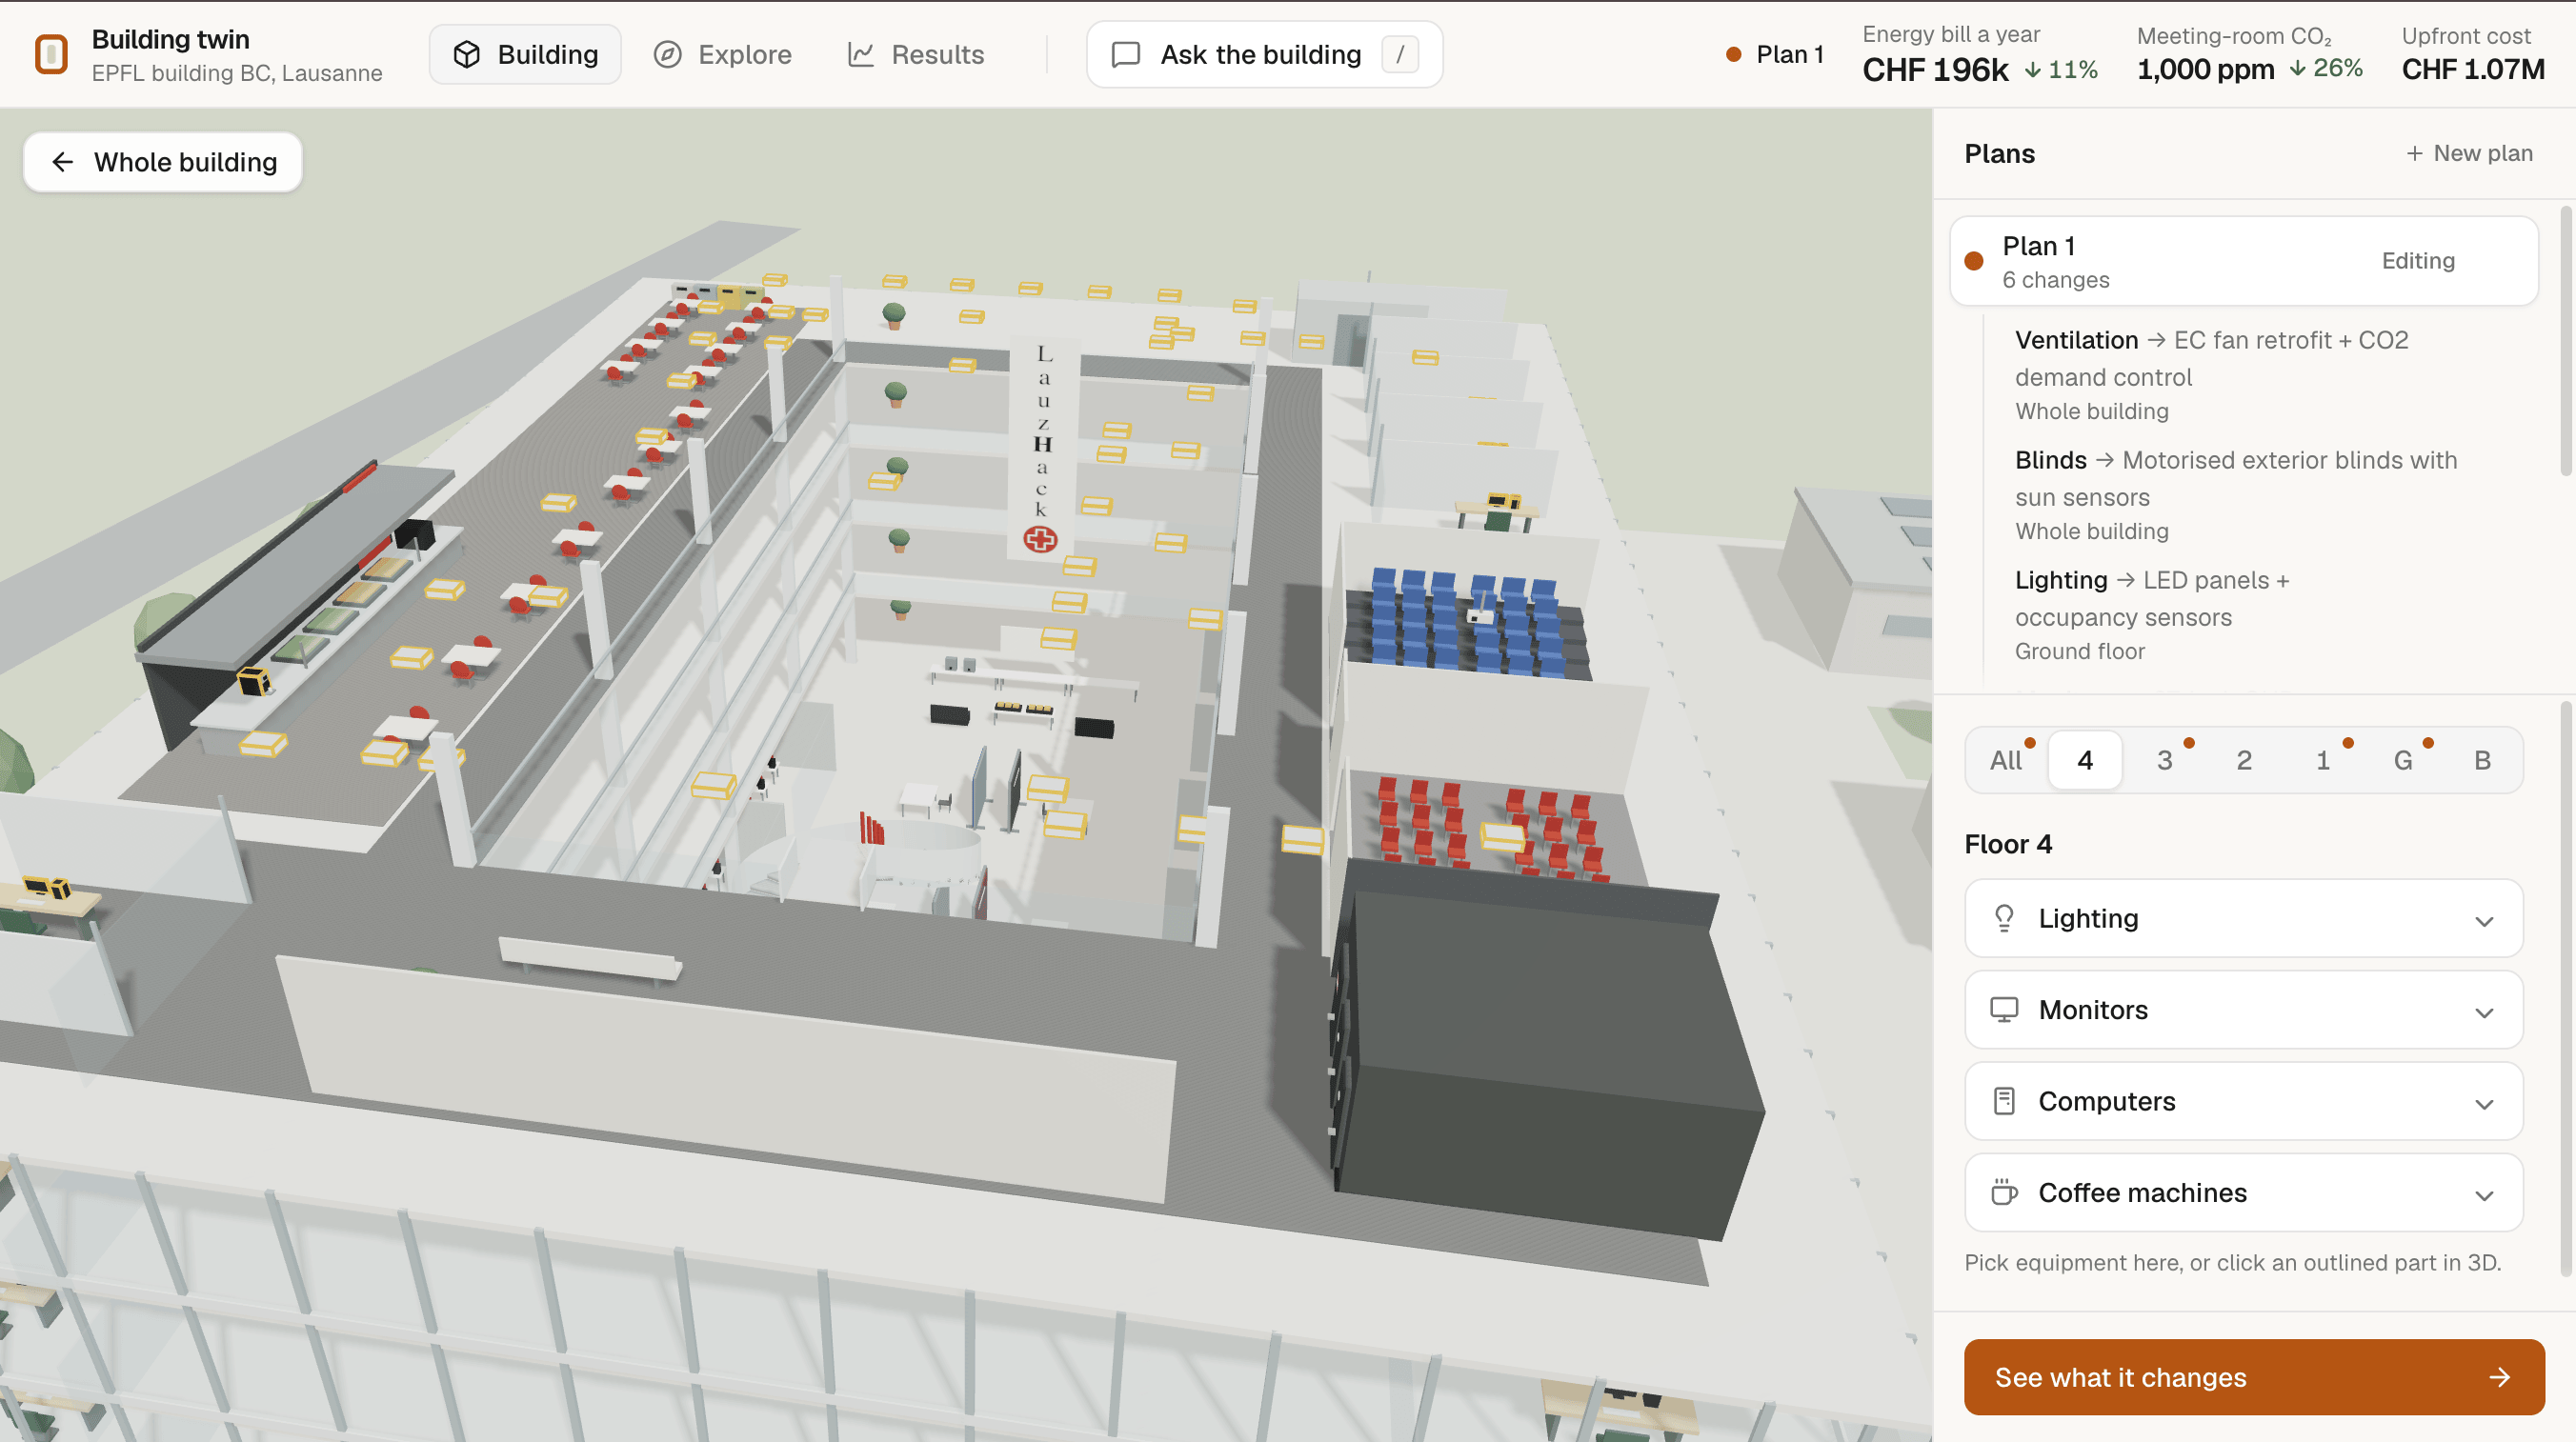 Building twin
EPFL building BC, Lausanne
Building
Explore
Results
Ask the building /
Plan 1
Energy bill a year
CHF 196k ↓ 11%
Meeting-room CO₂
1,000 ppm ↓ 26%
Upfront cost
CHF 1.07M
← Whole building
LauzHack
Plans
+ New plan
Plan 1
6 changes
Editing
Ventilation → EC fan retrofit + CO2
demand control
Whole building
Blinds → Motorised exterior blinds with
sun sensors
Whole building
Lighting → LED panels +
occupancy sensors
Ground floor
All 4 3 2 1 G B
Floor 4
Lighting
Monitors
Computers
Coffee machines
Pick equipment here, or click an outlined part in 3D.
See what it changes →